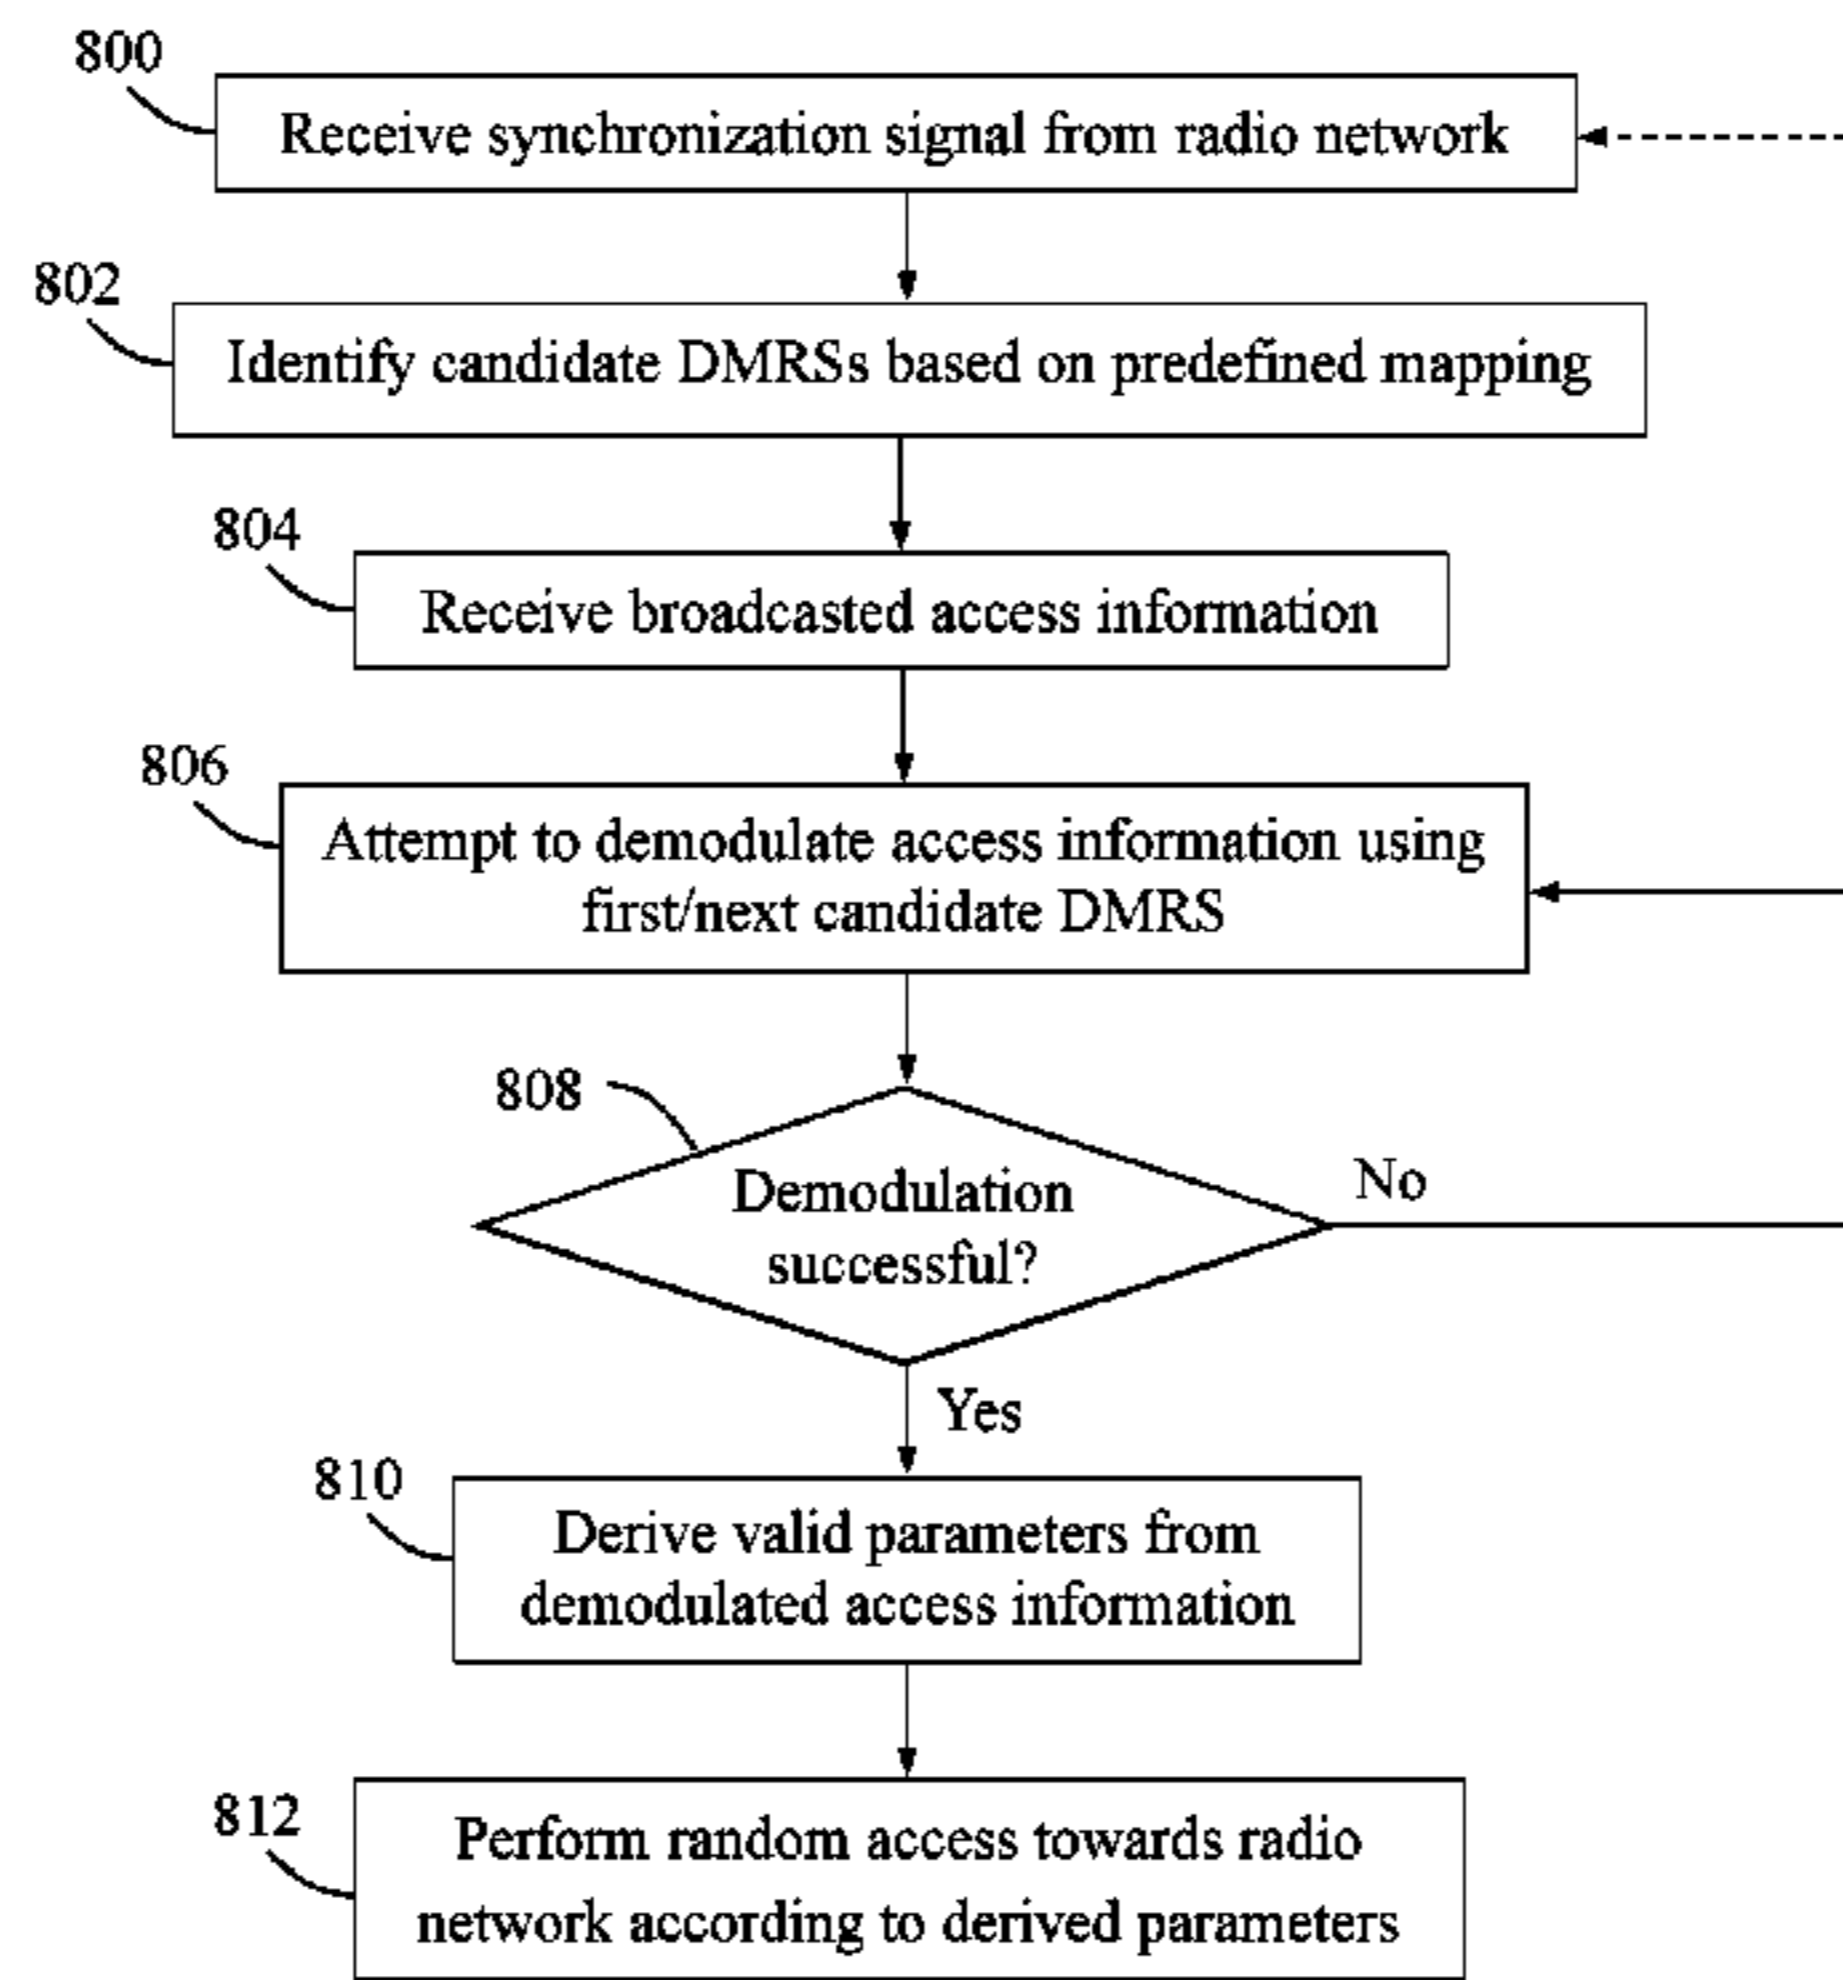 800
Receive synchronization signal from radio network
802
Identify candidate DMRSs based on predefined mapping
804
Receive broadcasted access information
806
Attempt to demodulate access information using
first/next candidate DMRS
808
Demodulation
successful?
No
Yes
810
Derive valid parameters from
demodulated access information
812
Perform random access towards radio
network according to derived parameters